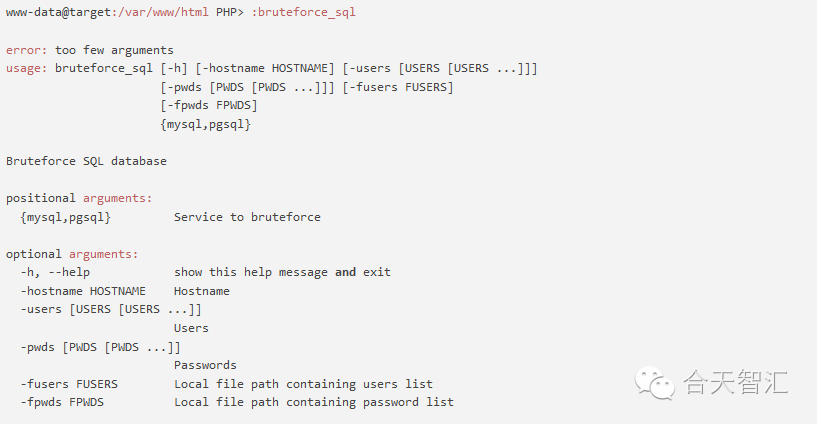 www-data@target:/var/www/html PHP> :bruteforce_sql
error: too few arguments
usage: bruteforce_sql [-h] [-hostname HOSTNAME] [-users [USERS [USERS ...]]]
[-pwds [PWDS [PWDS ...]]] [-fusers FUSERS]
[-fpwds FPWDS]
{mysql,pgsql}
Bruteforce SQL database
positional arguments:
{mysql,pgsql} Service to bruteforce
optional arguments:
-h, --help show this help message and exit
-hostname HOSTNAME Hostname
-users [USERS [USERS ...]]
Users
-pwds [PWDS [PWDS ...]]
Passwords
-fusers FUSERS Local file path containing users list
-fpwds FPWDS Local file path containing password list
合天智汇